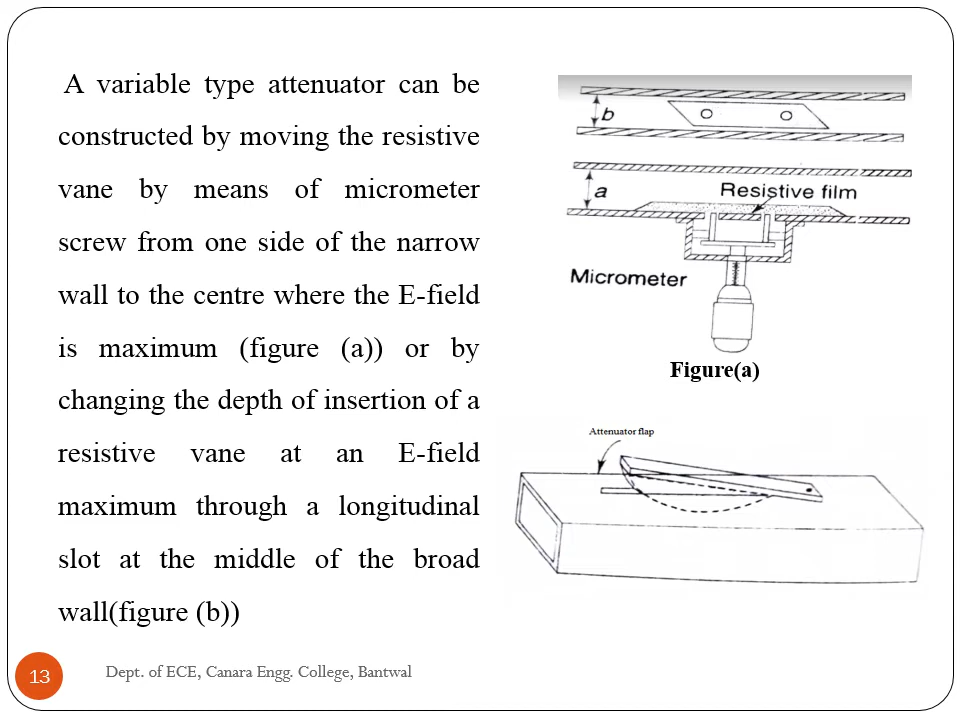 A variable type attenuator can be
constructed by moving the resistive
vane by means of micrometer
screw from one side of the narrow
wall to the centre where the E-field
is maximum (figure (a)) or by
changing the depth of insertion of a
resistive vane at an E-field
maximum through a longitudinal
slot at the middle of the broad
wall(figure (b))
b
a
Resistive film
Micrometer
Figure(a)
Attenuator flap
13
Dept. of ECE, Canara Engg. College, Bantwal